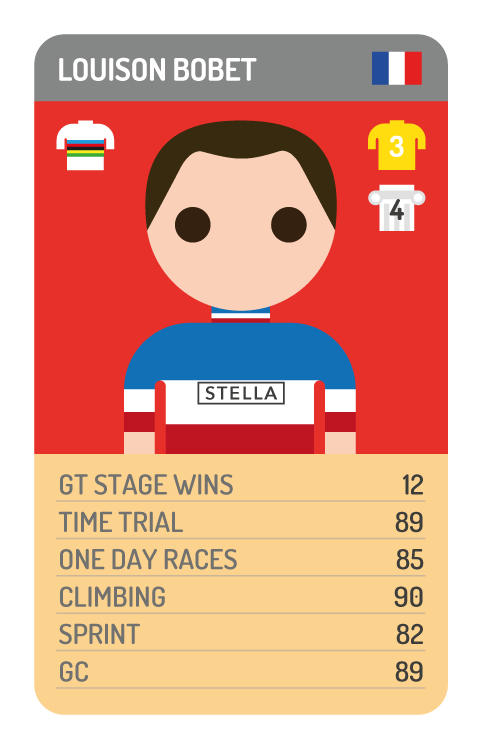 LOUISON BOBET
3
4
STELLA
GT STAGE WINS 12
TIME TRIAL 89
ONE DAY RACES 85
CLIMBING 90
SPRINT 82
GC 89